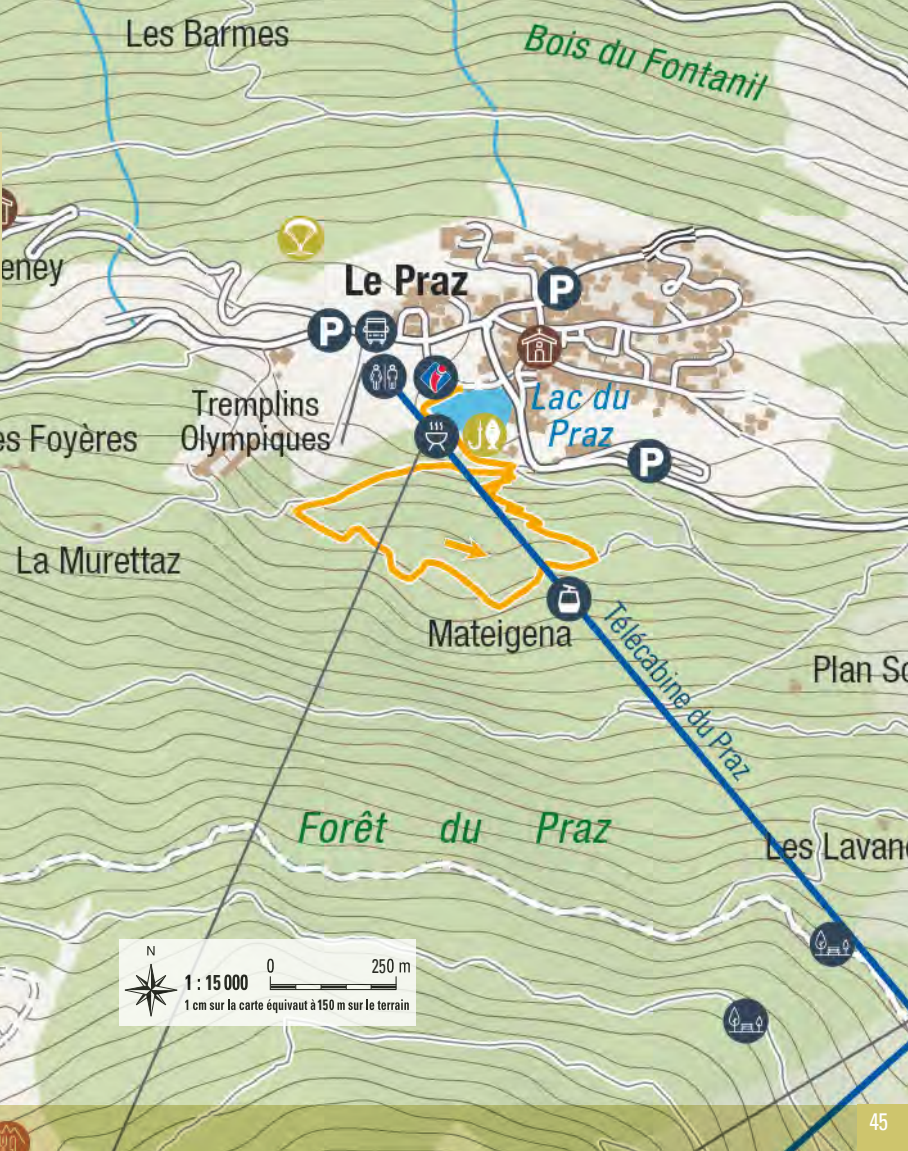 Les Barmes
Bois du Fontanil
eney
Le Praz
P
P
Tremplins
Olympiques
Lac du
Praz
es Foyères
P
La Murettaz
Mateigena
Télécabine du Praz
Plan So
Forêt du Praz
Les Lavan
N
1 : 15 000
0
250 m
1 cm sur la carte équivaut à 150 m sur le terrain
45